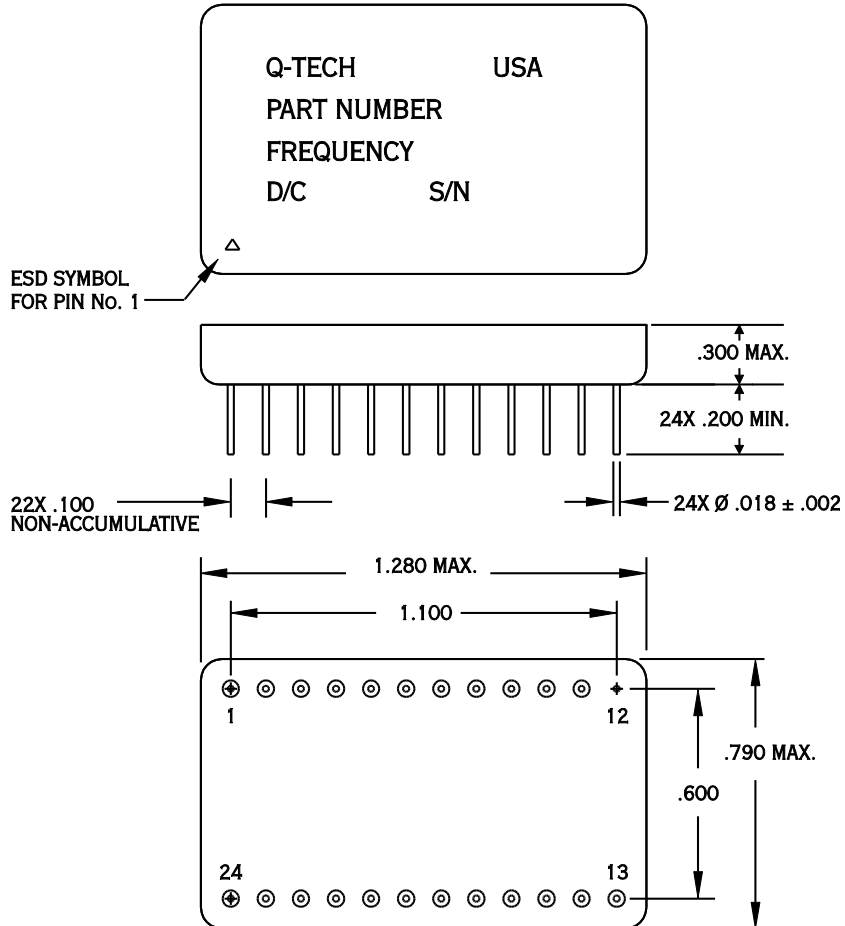 Q-TECH USA
PART NUMBER
FREQUENCY
D/C S/N
ESD SYMBOL
FOR PIN No. 1
.300 MAX.
24X .200 MIN.
22X .100
NON-ACCUMULATIVE
24X Ø .018 ± .002
1.280 MAX.
1.100
1 12
.790 MAX.
.600
24 13